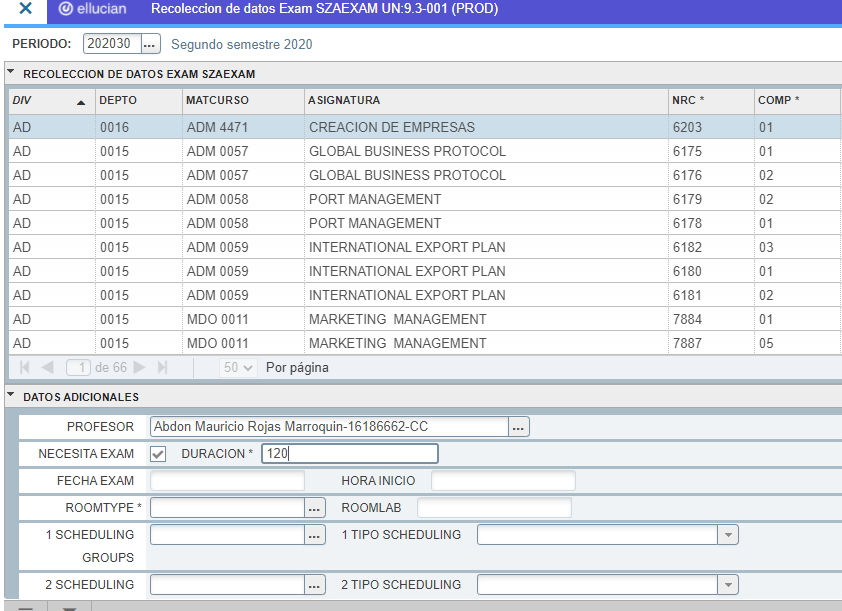 ellucian Recoleccion de datos Exam SZAEXAM UN:9.3-001 (PROD)
PERIODO: 202030 ... Segundo semestre 2020
RECOLECCION DE DATOS EXAM SZAEXAM
DIV DEPTO MATCURSO ASIGNATURA NRC * COMP *
AD 0016 ADM 4471 CREACION DE EMPRESAS 6203 01
AD 0015 ADM 0057 GLOBAL BUSINESS PROTOCOL 6175 01
AD 0015 ADM 0057 GLOBAL BUSINESS PROTOCOL 6176 02
AD 0015 ADM 0058 PORT MANAGEMENT 6179 02
AD 0015 ADM 0058 PORT MANAGEMENT 6178 01
AD 0015 ADM 0059 INTERNATIONAL EXPORT PLAN 6182 03
AD 0015 ADM 0059 INTERNATIONAL EXPORT PLAN 6180 01
AD 0015 ADM 0059 INTERNATIONAL EXPORT PLAN 6181 02
AD 0015 MDO 0011 MARKETING MANAGEMENT 7884 01
AD 0015 MDO 0011 MARKETING MANAGEMENT 7887 05
1 de 66 50 Por página
DATOS ADICIONALES
PROFESOR Abdon Mauricio Rojas Marroquin-16186662-CC ...
NECESITA EXAM DURACION * 120
FECHA EXAM HORA INICIO
ROOMTYPE * ... ROOMLAB
1 SCHEDULING ... 1 TIPO SCHEDULING
GROUPS
2 SCHEDULING ... 2 TIPO SCHEDULING